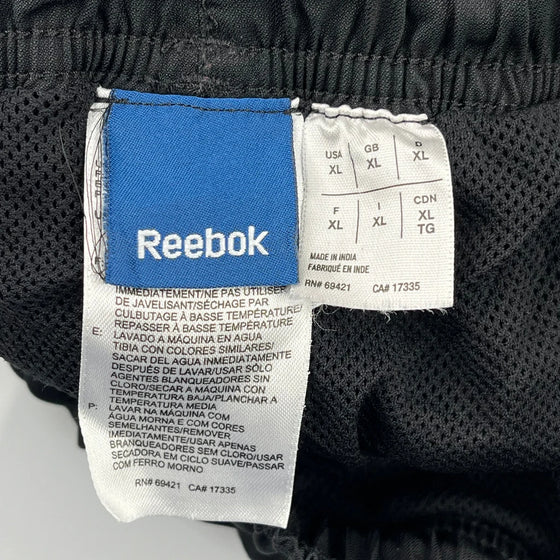 Reebok
USA
XL
GB
XL
D
XL
F
XL
I
XL
CDN
XL
TG
MADE IN INDIA
FABRIQUÉ EN INDE
RN# 69421 CA# 17335
IMMEDIATEMENT/NE PAS UTILISER
DE JAVELISANT/SÉCHAGE PAR
CULBUTAGE À BASSE TEMPÉRATURE/
REPASSER À BASSE TEMPÉRATURE
E: LAVADO A MÁQUINA EN AGUA
TIBIA CON COLORES SIMILARES/
SACAR DEL AGUA INMEDIATAMENTE
DESPUÉS DE LAVAR/USAR SÓLO
AGENTES BLANQUEADORES SIN
CLORO/SECAR A MÁQUINA CON
TEMPERATURA BAJA/PLANCHAR A
TEMPERATURA MEDIA
P: LAVAR NA MÁQUINA COM
ÁGUA MORNA E COM CORES
SEMELHANTES/REMOVER
IMEDIATAMENTE/USAR APENAS
BRANQUEADORES SEM CLORO/
SECADORA EM CICLO SUAVE/PASSAR
COM FERRO MORNO
RN# 69421 CA# 17335